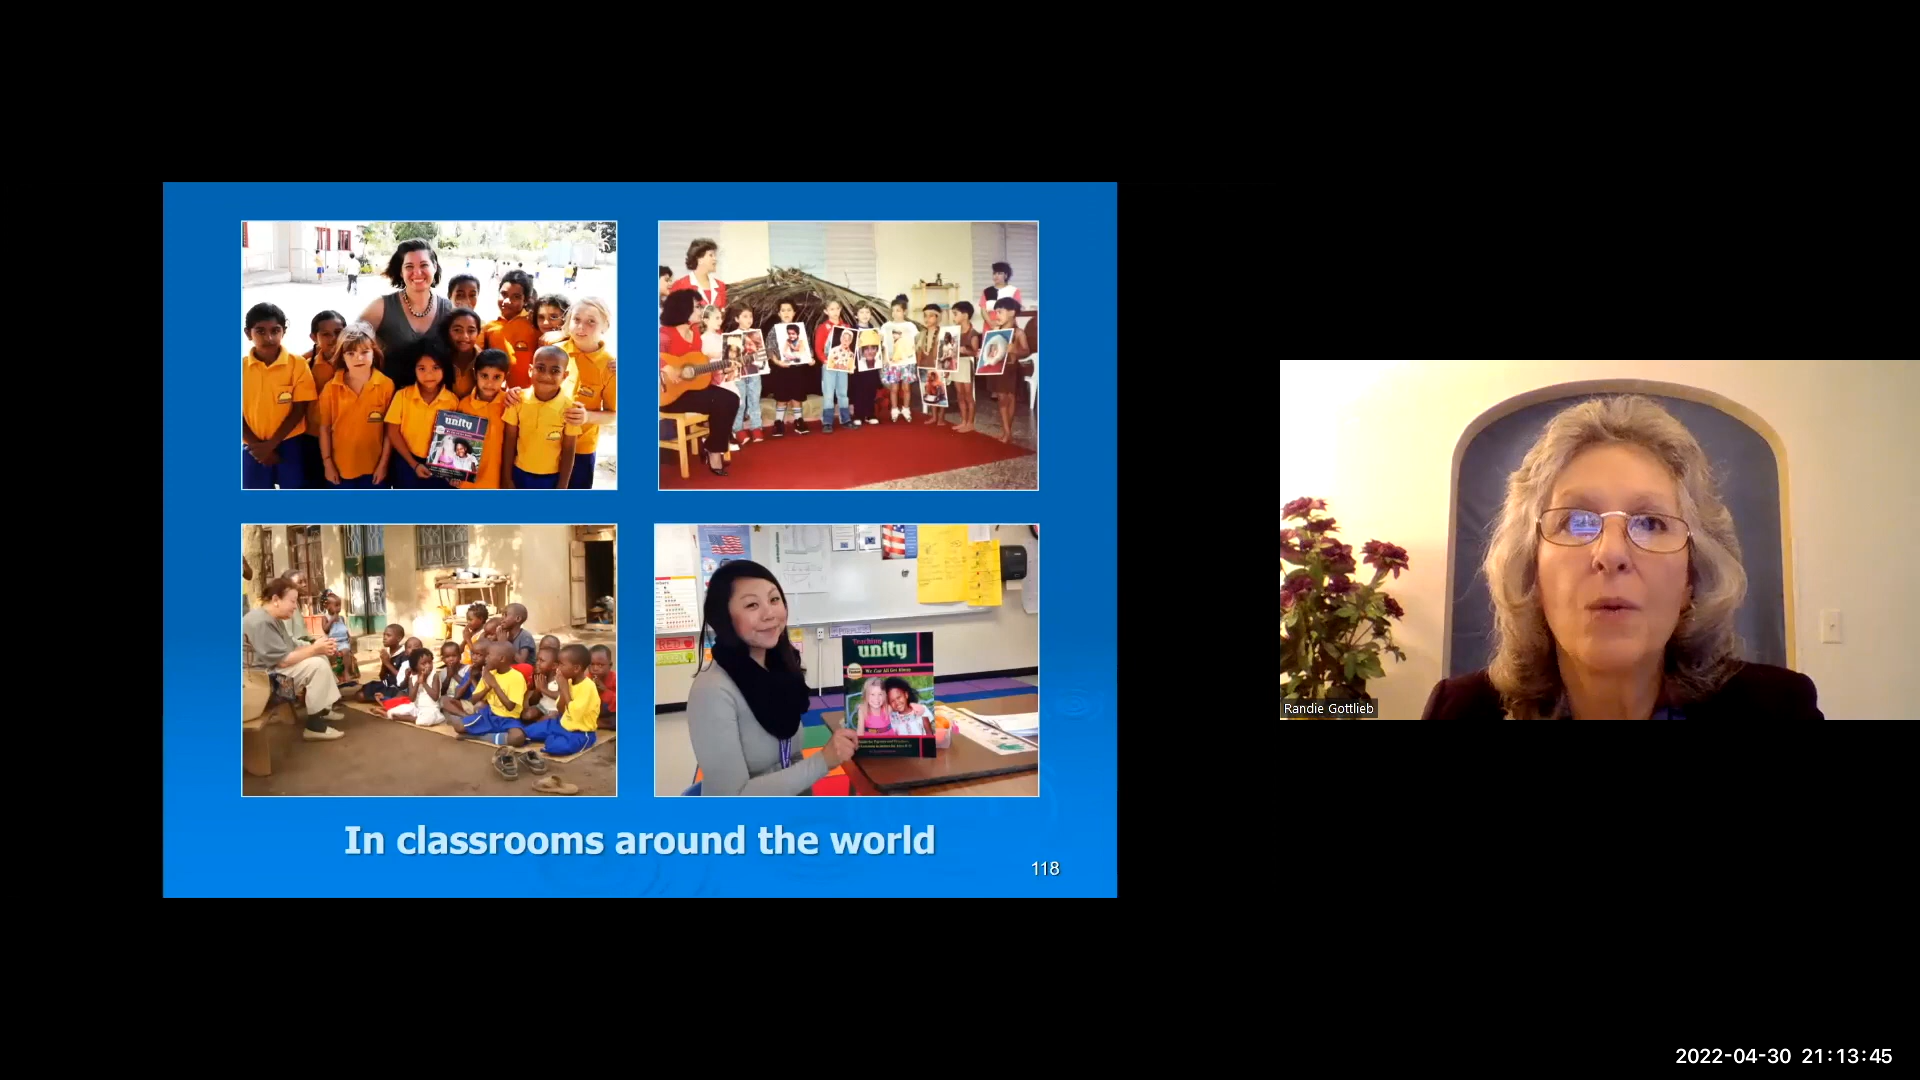 unity
Teaching
unity
We Can All Get Along
In classrooms around the world
118
Randie Gottlieb
2022-04-30 21:13:45